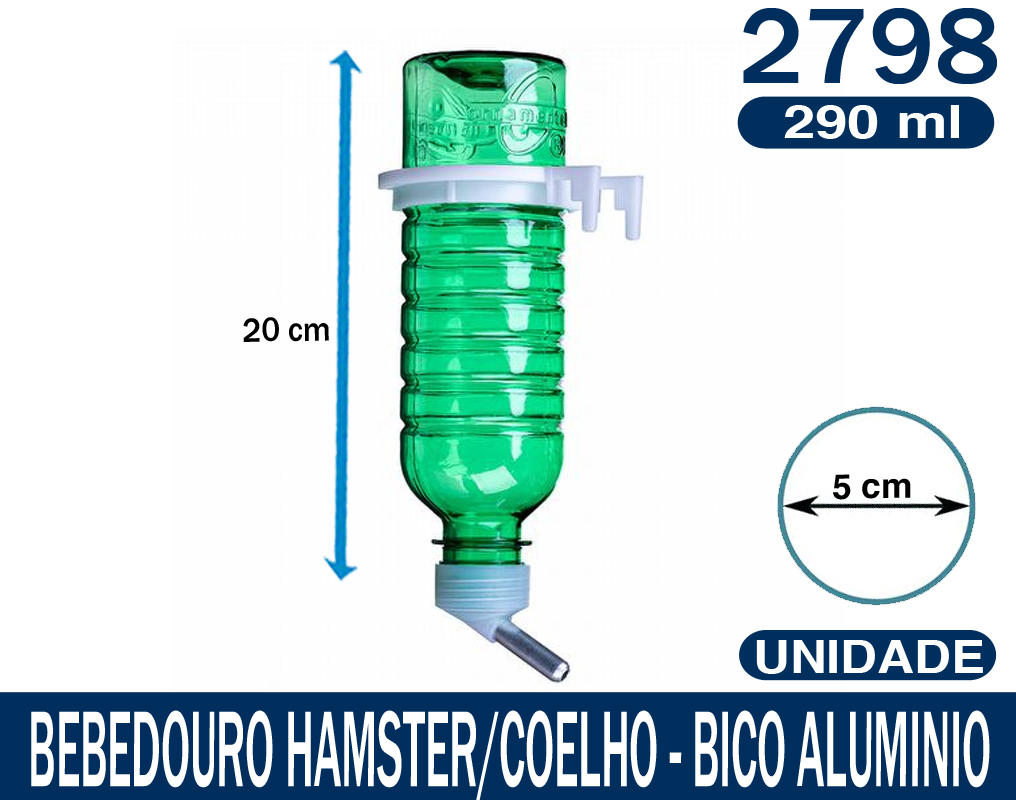 2798
290 ml
20 cm
5 cm
UNIDADE
BEBEDOURO HAMSTER/COELHO - BICO ALUMINIO